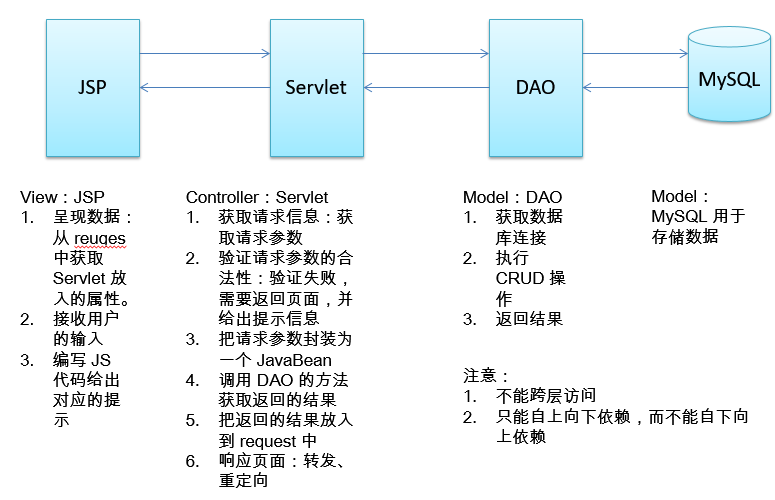 JSP
Servlet
DAO
MySQL
View：JSP
1. 呈现数据：
从 reuqes
中获取
Servlet 放
入的属性。
2. 接收用户
的输入
3. 编写 JS
代码给出
对应的提
示
Controller：Servlet
1. 获取请求信息：获
取请求参数
2. 验证请求参数的合
法性：验证失败，
需要返回页面，并
给出提示信息
3. 把请求参数封装为
一个 JavaBean
4. 调用 DAO 的方法
获取返回的结果
5. 把返回的结果放入
到 request 中
6. 响应页面：转发、
重定向
Model：DAO
1. 获取数据
库连接
2. 执行
CRUD 操
作
3. 返回结果
Model：
MySQL 用于
存储数据
注意：
1. 不能跨层访问
2. 只能自上向下依赖，而不能自下向
上依赖